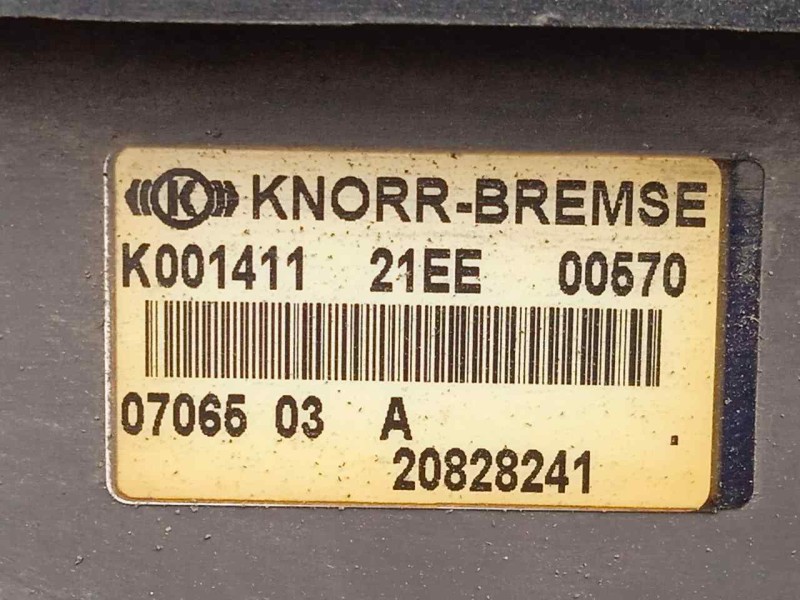 K KNORR-BREMSE
K001411 21EE 00570
07065 03 A
20828241